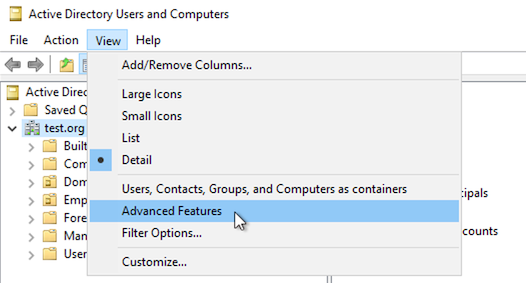 Active Directory Users and Computers
File Action View Help
Add/Remove Columns...
Large Icons
Small Icons
List
Detail
Users, Contacts, Groups, and Computers as containers
Advanced Features
Filter Options...
Customize...
Active Direc
Saved Q
test.org
Built
Com
Dom
Emp
Fore
Man
User
cipals
counts